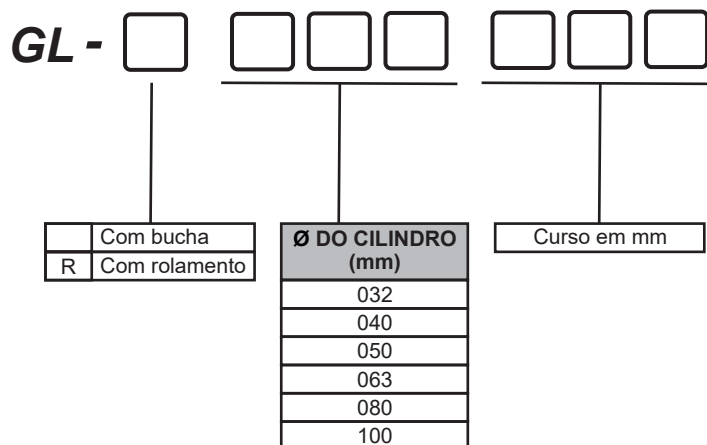 GL-
Com bucha
R Com rolamento
Ø DO CILINDRO
(mm)
032
040
050
063
080
100
Curso em mm